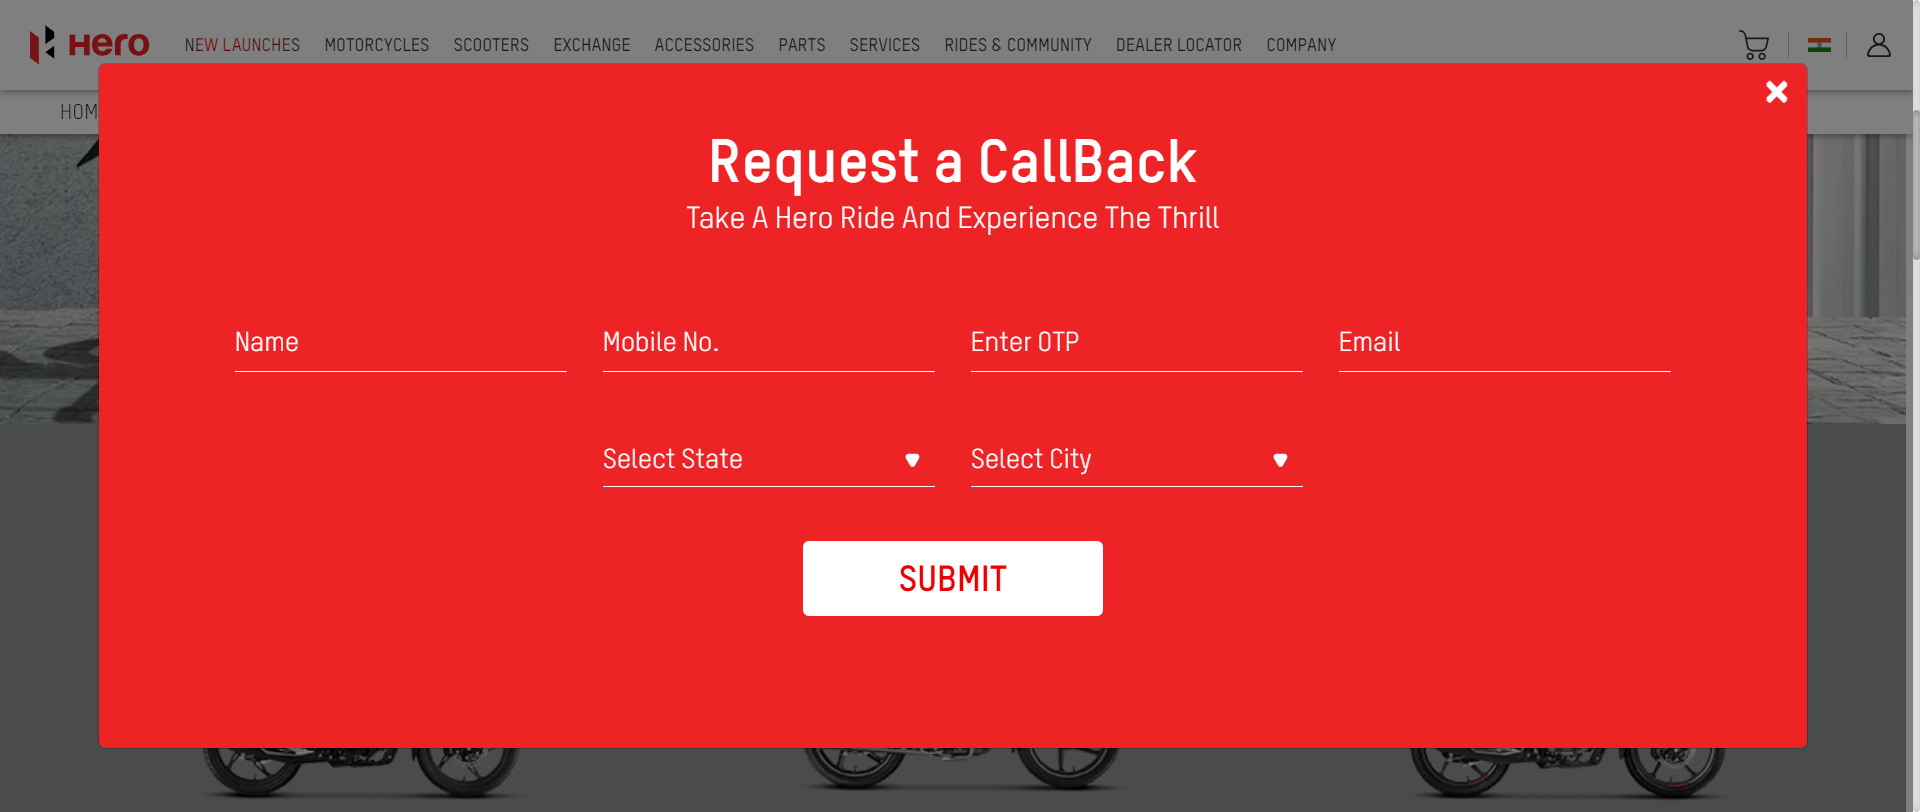 Hero
NEW LAUNCHES MOTORCYCLES SCOOTERS EXCHANGE ACCESSORIES PARTS SERVICES RIDES & COMMUNITY DEALER LOCATOR COMPANY
HOM
Request a CallBack
Take A Hero Ride And Experience The Thrill
Name Mobile No. Enter OTP Email
Select State Select City
SUBMIT